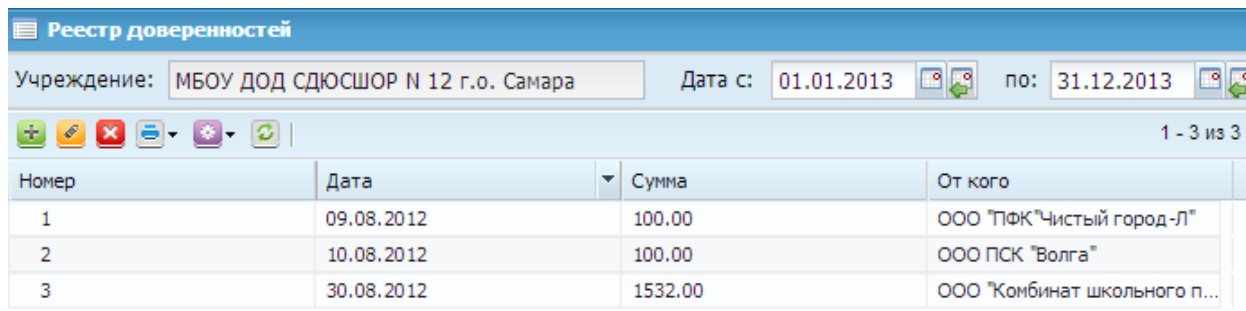 Реестр доверенностей
Учреждение: МБОУ ДОД СДЮСШОР N 12 г.о. Самара Дата с: 01.01.2013 по: 31.12.2013
1 - 3 из 3
Номер Дата Сумма От кого
1 09.08.2012 100.00 ООО "ПФК"Чистый город-Л"
2 10.08.2012 100.00 ООО ПСК "Волга"
3 30.08.2012 1532.00 ООО "Комбинат школьного п...